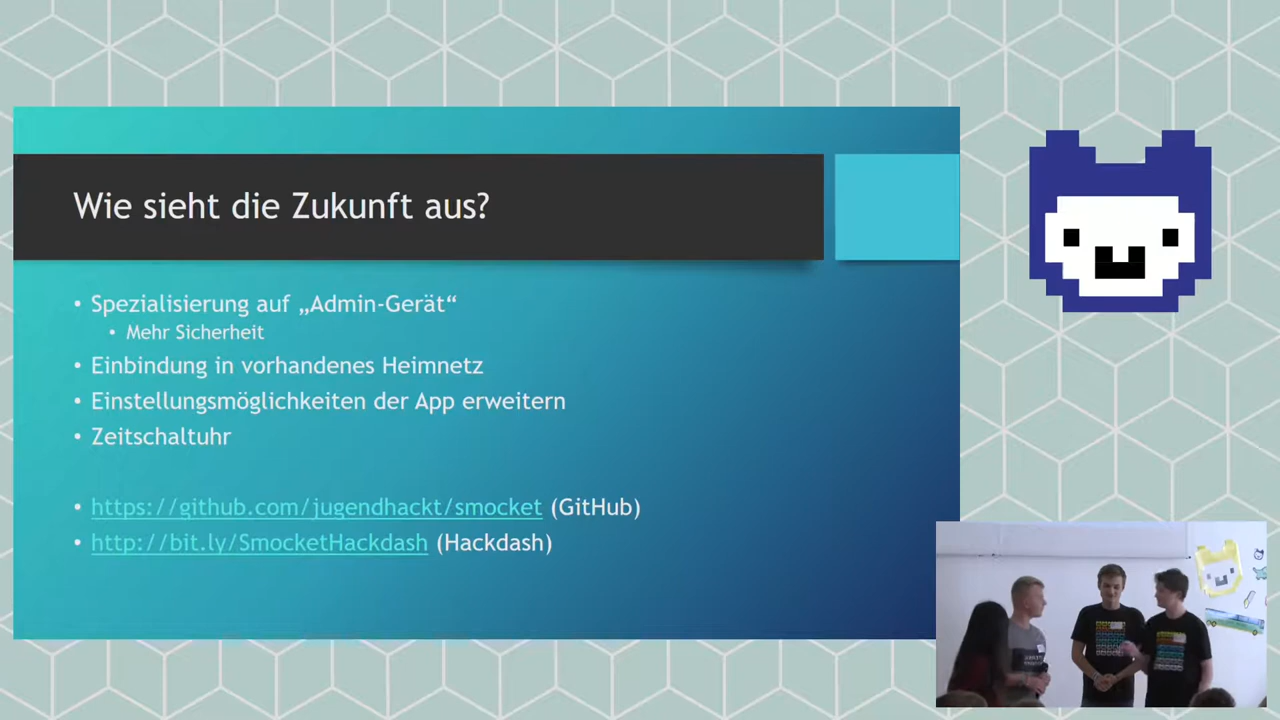 Wie sieht die Zukunft aus?
• Spezialisierung auf „Admin-Gerät“
• Mehr Sicherheit
• Einbindung in vorhandenes Heimnetz
• Einstellungsmöglichkeiten der App erweitern
• Zeitschaltuhr
• https://github.com/jugendhackt/smocket (GitHub)
• http://bit.ly/SmocketHackdash (Hackdash)